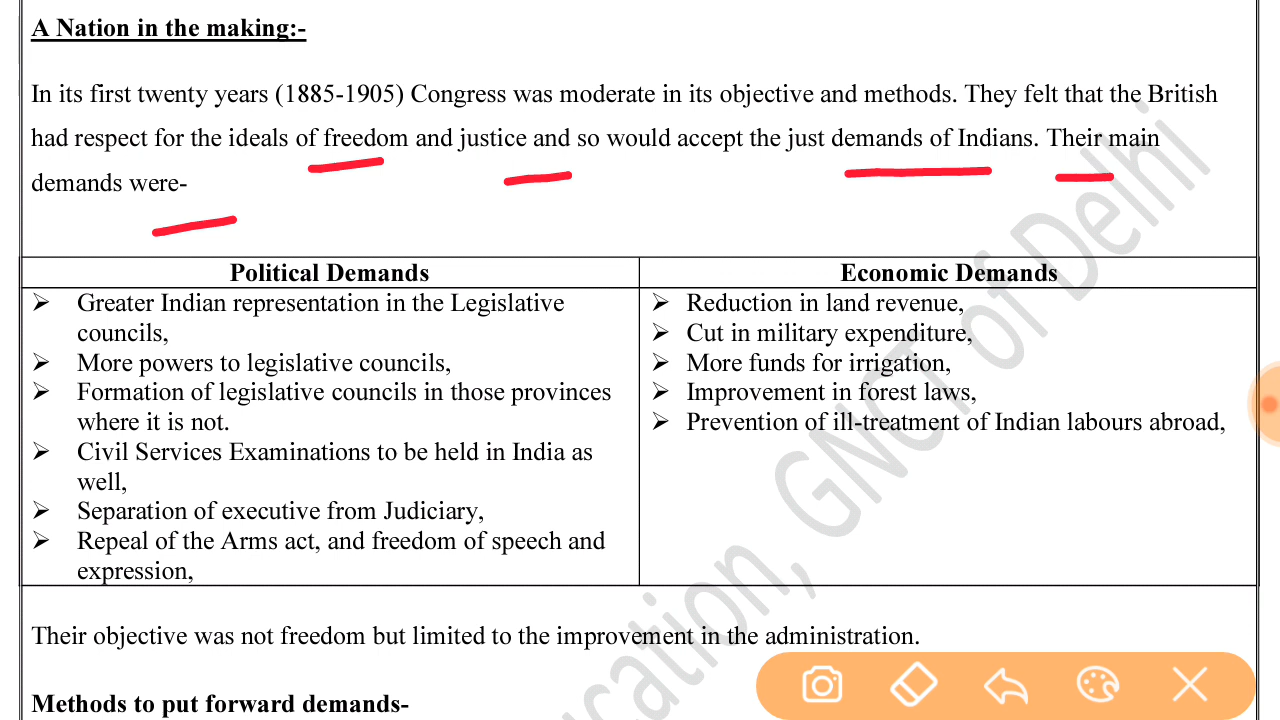 A Nation in the making:-
In its first twenty years (1885-1905) Congress was moderate in its objective and methods. They felt that the British
had respect for the ideals of freedom and justice and so would accept the just demands of Indians. Their main
demands were-
Political Demands
➢ Greater Indian representation in the Legislative
councils,
➢ More powers to legislative councils,
➢ Formation of legislative councils in those provinces
where it is not.
➢ Civil Services Examinations to be held in India as
well,
➢ Separation of executive from Judiciary,
➢ Repeal of the Arms act, and freedom of speech and
expression,
Economic Demands
➢ Reduction in land revenue,
➢ Cut in military expenditure,
➢ More funds for irrigation,
➢ Improvement in forest laws,
➢ Prevention of ill-treatment of Indian labours abroad,
Their objective was not freedom but limited to the improvement in the administration.
Methods to put forward demands-
GNCT of Delhi